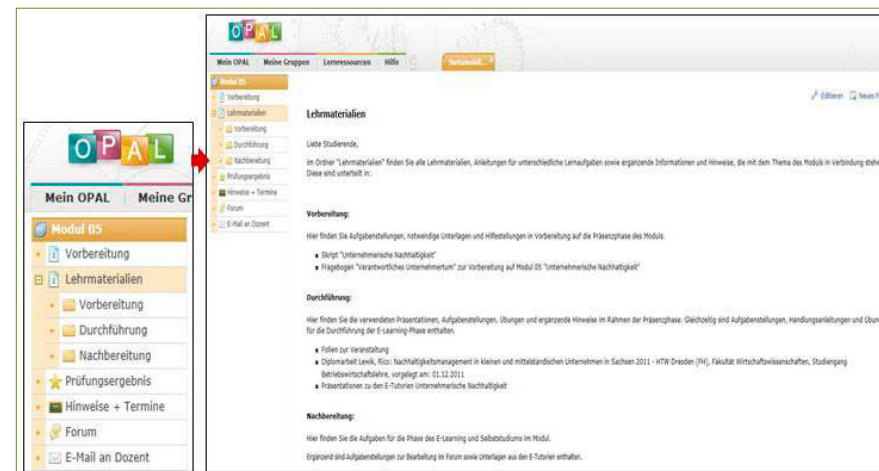 OPAL
Mein OPAL Meine Gr
Modul 05
Vorbereitung
Lehrmaterialien
Vorbereitung
Durchführung
Nachbereitung
Prüfungsergebnis
Hinweise + Termine
Forum
E-Mail an Dozent
OPAL
Mein OPAL Meine Gruppen Lernressourcen Hilfe
Modul 05
Vorbereitung
Lehrmaterialien
Vorbereitung
Durchführung
Nachbereitung
Prüfungsergebnis
Hinweise + Termine
Forum
E-Mail an Dozent
Editieren Neues F
Lehrmaterialien
Liebe Studierende,
im Ordner "Lehrmaterialien" finden Sie alle Lehrmaterialien, Anleitungen für unterschiedliche Lernaufgaben sowie ergänzende Informationen und Hinweise, die mit dem Thema des Moduls in Verbindung stehe
Diese sind unterteilt in:
Vorbereitung:
Hier finden Sie Aufgabenstellungen, notwendige Unterlagen und Hilfestellungen in Vorbereitung auf die Präsenzphase des Moduls.
Skript "Unternehmerische Nachhaltigkeit"
Fragebogen "Verantwortliches Unternehmertum" zur Vorbereitung auf Modul 05 "Unternehmerische Nachhaltigkeit"
Durchführung:
Hier finden Sie die verwendeten Präsentationen, Aufgabenstellungen, Übungen und ergänzende Hinweise im Rahmen der Präsenzphase. Gleichzeitig sind Aufgabenstellungen, Handlungsanleitungen und Übun
für die Durchführung der E-Learning-Phase enthalten.
Folien zur Veranstaltung
Diplomarbeit Lewik, Rico: Nachhaltigkeitsmanagement in kleinen und mittelständischen Unternehmen in Sachsen 2011 - HTW Dresden (FH), Fakultät Wirtschaftswissenschaften, Studiengang
Betriebswirtschaftslehre, vorgelegt am: 01.12.2011
Präsentationen zu den E-Tutorien Unternehmerische Nachhaltigkeit
Nachbereitung:
Hier finden Sie die Aufgaben für die Phase des E-Learning und Selbststudiums im Modul.
Ergänzend sind Aufgabenstellungen zur Bearbeitung im Forum sowie Unterlagen aus den E-Tutorien enthalten.